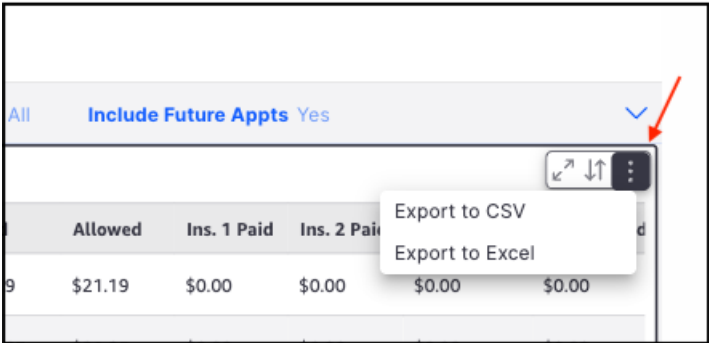 All Include Future Appts Yes
Export to CSV
Allowed Ins. 1 Paid Ins. 2 Paid
Export to Excel
9 $21.19 $0.00 $0.00 $0.00 $0.00